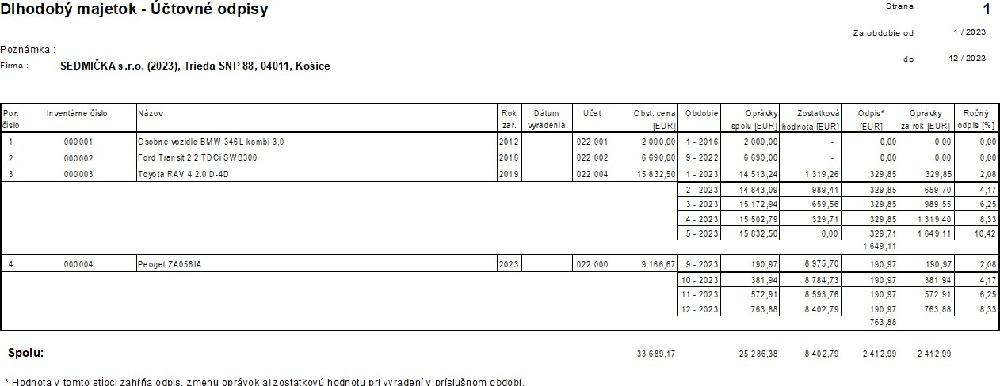 Dlhodobý majetok - Účtovné odpisy
Strana : 1
Za obdobie od : 1 / 2023
Poznámka :
do : 12 / 2023
Firma : SEDMIČKA s.r.o. (2023), Trieda SNP 88, 04011, Košice
Por. číslo Inventárne číslo Názov Rok zar. Dátum vyradenia Účet Obst. cena [EUR] Obdobie Oprávky spolu [EUR] Zostatková hodnota [EUR] Odpis* [EUR] Oprávky za rok [EUR] Ročný odpis [%]
1 000001 Osobné vozidlo BMW 346L kombi 3,0 2012 022 001 2 000,00 1 - 2016 2 000,00 - 0,00 0,00 0,00
2 000002 Ford Transit 2.2 TDCi SWB300 2016 022 002 6 690,00 9 - 2022 6 690,00 - 0,00 0,00 0,00
3 000003 Toyota RAV 4 2.0 D-4D 2019 022 004 15 832,50 1 - 2023 14 513,24 1 319,26 329,85 329,85 2,08
2 - 2023 14 843,09 989,41 329,85 659,70 4,17
3 - 2023 15 172,94 659,56 329,85 989,55 6,25
4 - 2023 15 502,79 329,71 329,85 1 319,40 8,33
5 - 2023 15 832,50 0,00 329,71 1 649,11 10,42
1 649,11
4 000004 Peoget ZA056IA 2023 022 000 9 166,67 9 - 2023 190,97 8 975,70 190,97 190,97 2,08
10 - 2023 381,94 8 784,73 190,97 381,94 4,17
11 - 2023 572,91 8 593,76 190,97 572,91 6,25
12 - 2023 763,88 8 402,79 190,97 763,88 8,33
763,88
Spolu: 33 689,17 25 286,38 8 402,79 2 412,99 2 412,99
* Hodnota v tomto stĺpci zahŕňa odpis, zmenu oprávok aj zostatkovú hodnotu pri vyradení v príslušnom období.